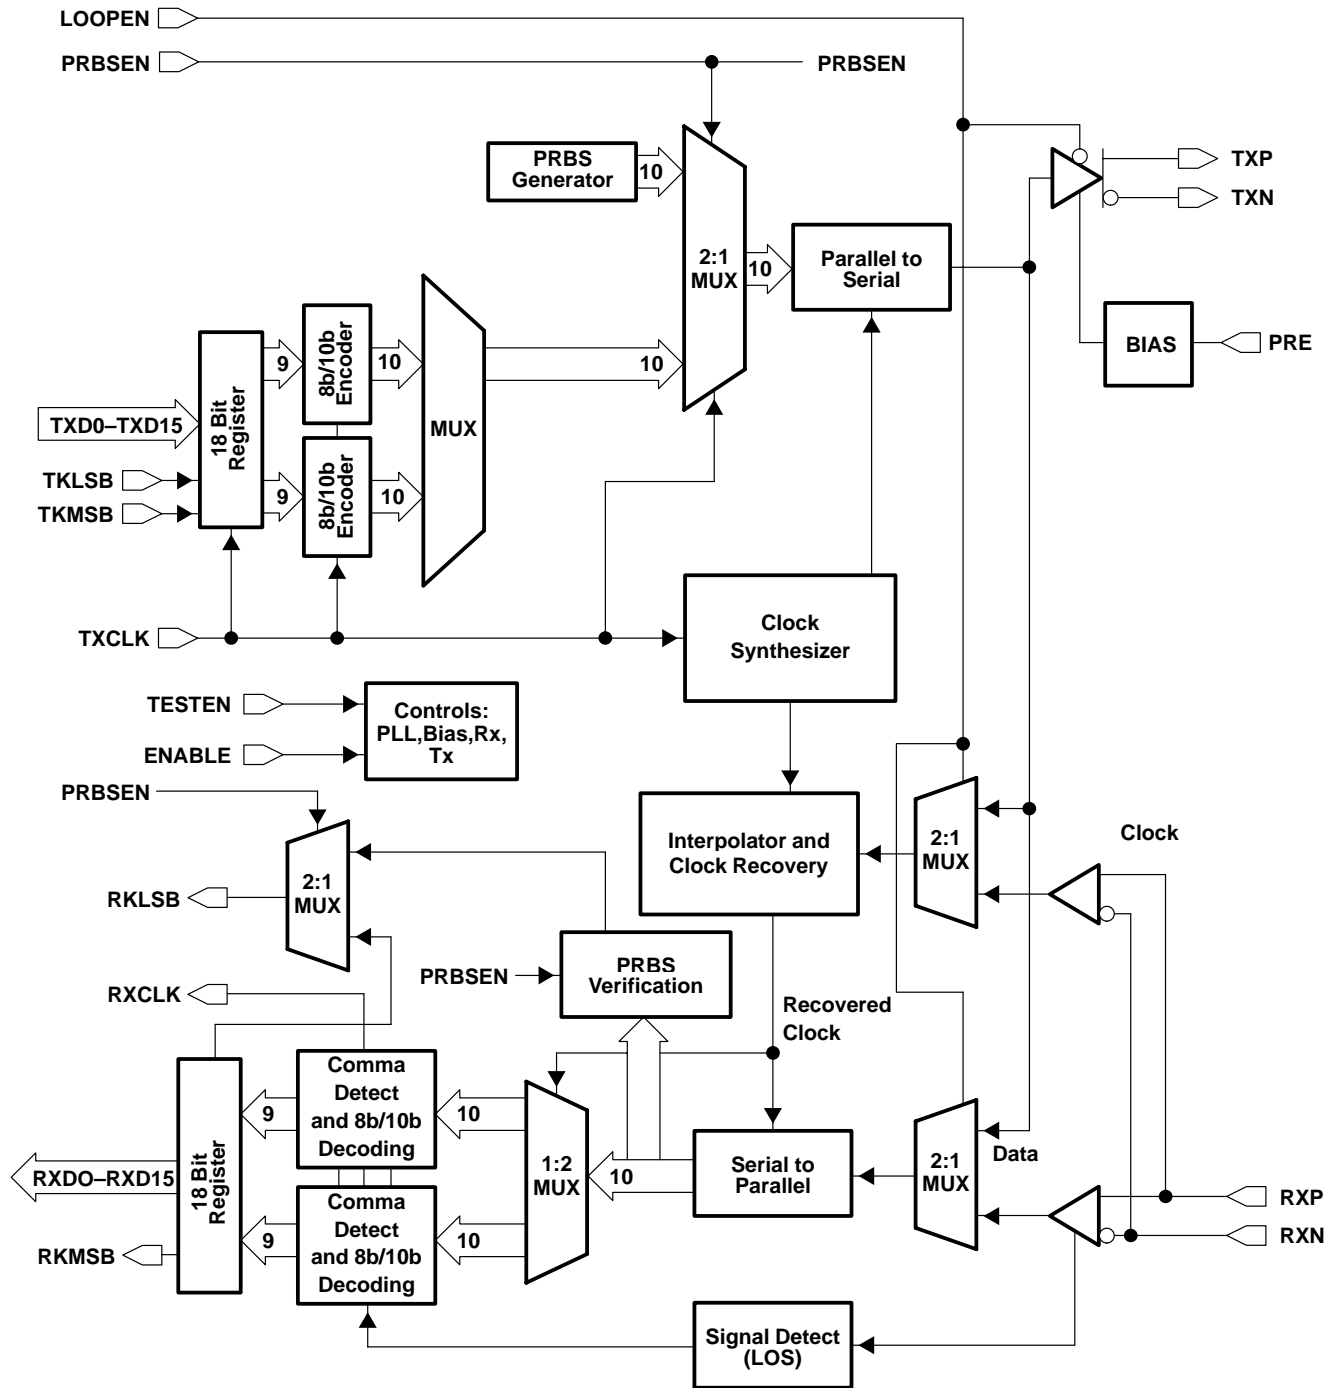 LOOPEN
PRBSEN
PRBSEN
PRBS
Generator
10
TXP
TXN
2:1
MUX
10
Parallel to
Serial
BIAS
PRE
9
8b/10b
Encoder
10
10
TXD0–TXD15
18 Bit
Register
MUX
TKLSB
TKMSB
9
8b/10b
Encoder
10
TXCLK
Clock
Synthesizer
TESTEN
ENABLE
Controls:
PLL,Bias,Rx,
Tx
PRBSEN
2:1
MUX
RKLSB
Interpolator and
Clock Recovery
2:1
MUX
Clock
PRBSEN
PRBS
Verification
RXCLK
Recovered
Clock
Comma
Detect
and 8b/10b
Decoding
9
10
RXDO–RXD15
18 Bit
Register
1:2
MUX
10
Serial to
Parallel
2:1
MUX
Data
RXP
RXN
RKMSB
9
Comma
Detect
and 8b/10b
Decoding
10
Signal Detect
(LOS)